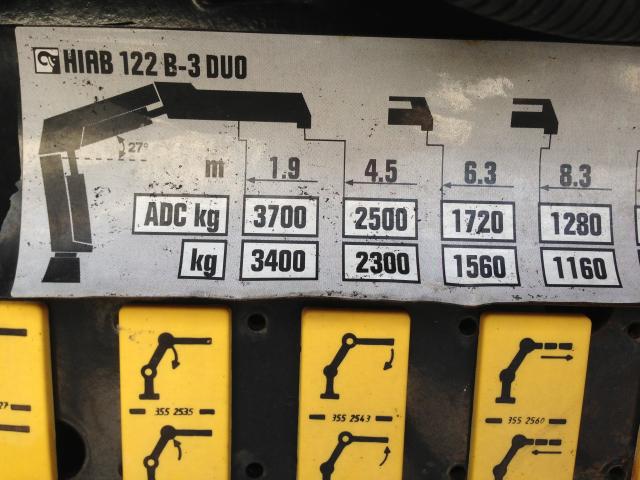 HIAB 122 B-3 DUO
27°
m 1.9 4.5 6.3 8.3
ADC kg 3700 2500 1720 1280
kg 3400 2300 1560 1160
27 355 2535 355 2543 355 2560